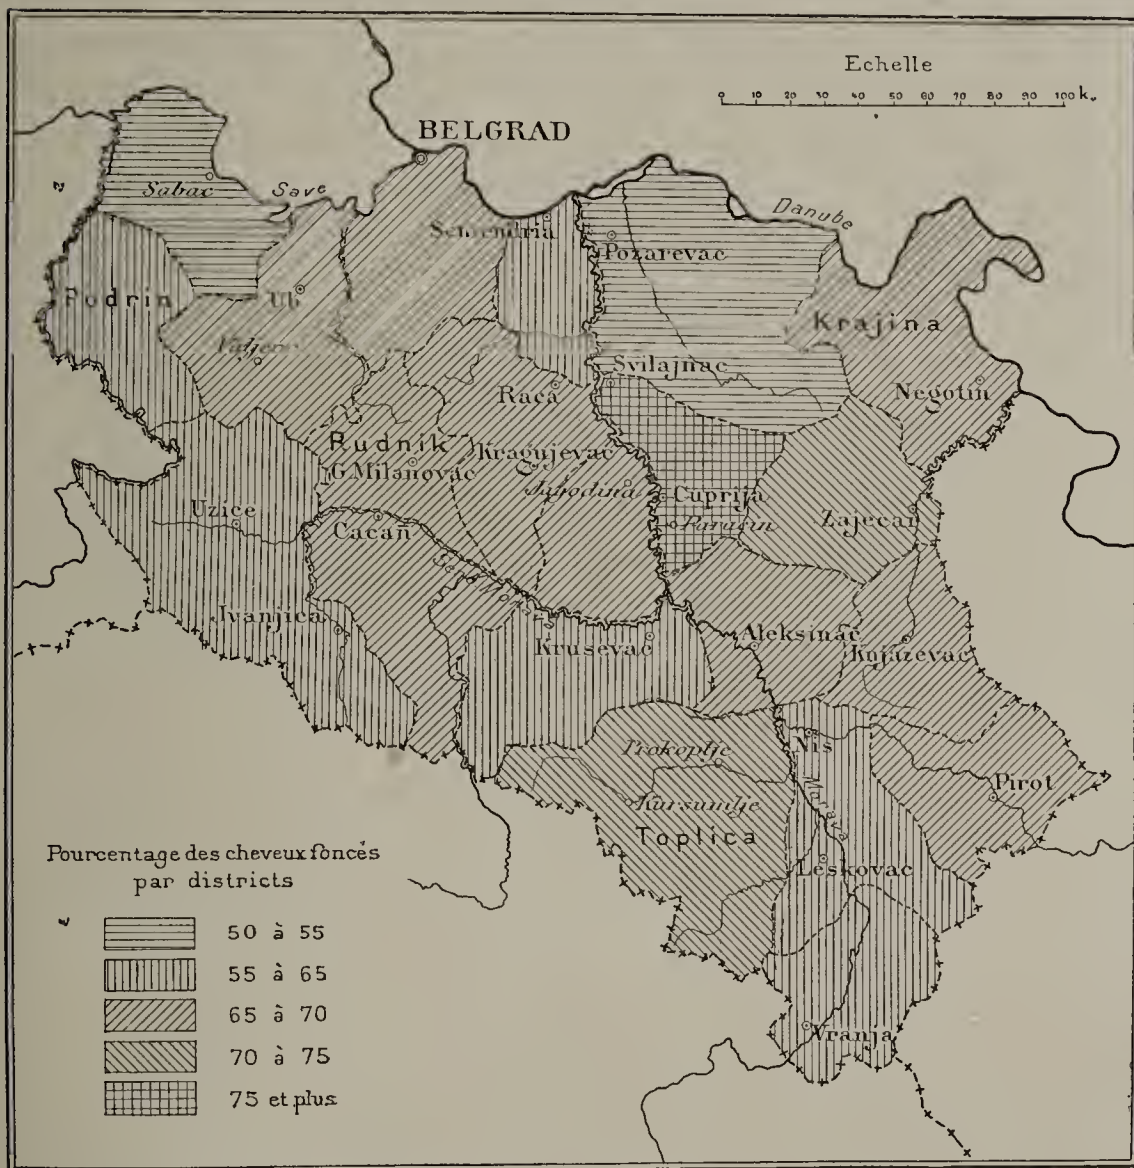 Echelle
0 10 20 30 40 50 60 70 80 90 100 k.
BELGRAD
Sabac
Save
Danube
Semendria
Pozarevac
Podrin
Ub
Krajina
Svilajnac
Raca
Negotin
Rudnik
Kragujevac
G. Milanovac
Jagodina
Cuprija
Uzice
Paracin
Zajecar
Cacan
Ivanjica
Krusevac
Aleksinac
Knjazevac
Nis
Prokoplje
Pirot
Kursumlje
Morava
Toplica
Leskovac
Vranja
Pourcentage des cheveux foncés
par districts
50 à 55
55 à 65
65 à 70
70 à 75
75 et plus